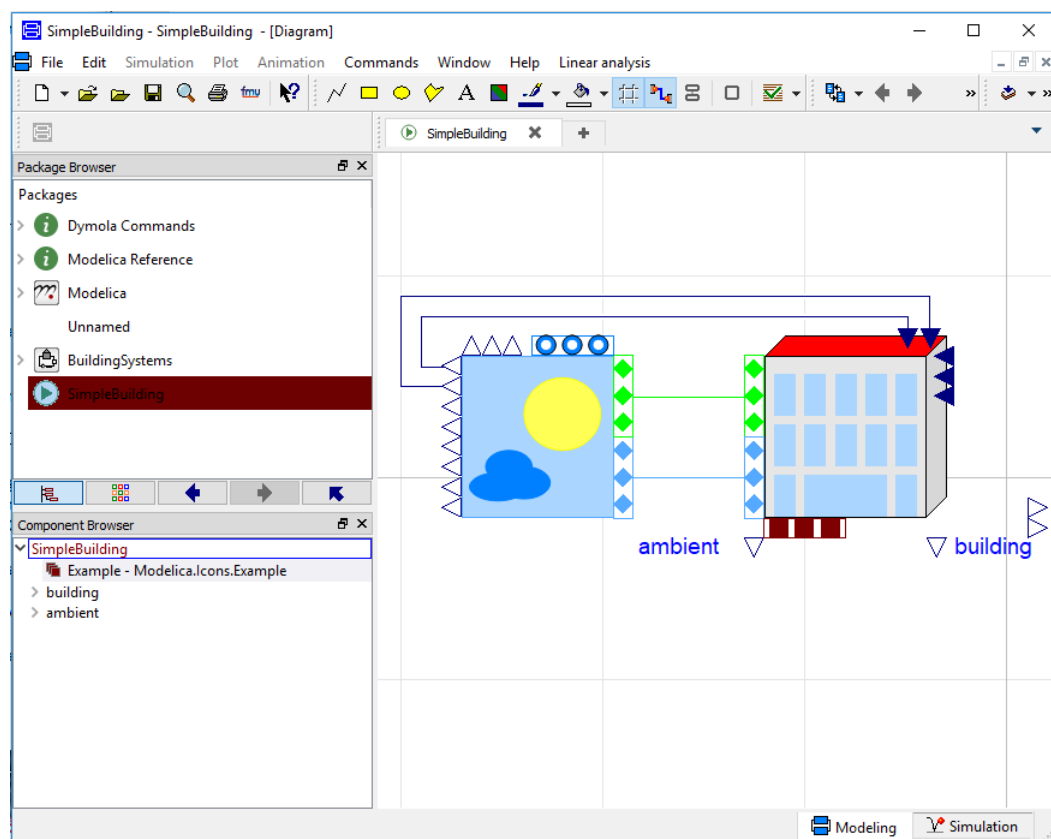 SimpleBuilding - SimpleBuilding - [Diagram]
File Edit Simulation Plot Animation Commands Window Help Linear analysis
fmu A
SimpleBuilding
Package Browser
Packages
Dymola Commands
Modelica Reference
Modelica
Unnamed
BuildingSystems
SimpleBuilding
Component Browser
SimpleBuilding
Example - Modelica.Icons.Example
building
ambient
ambient
building
Modeling Simulation